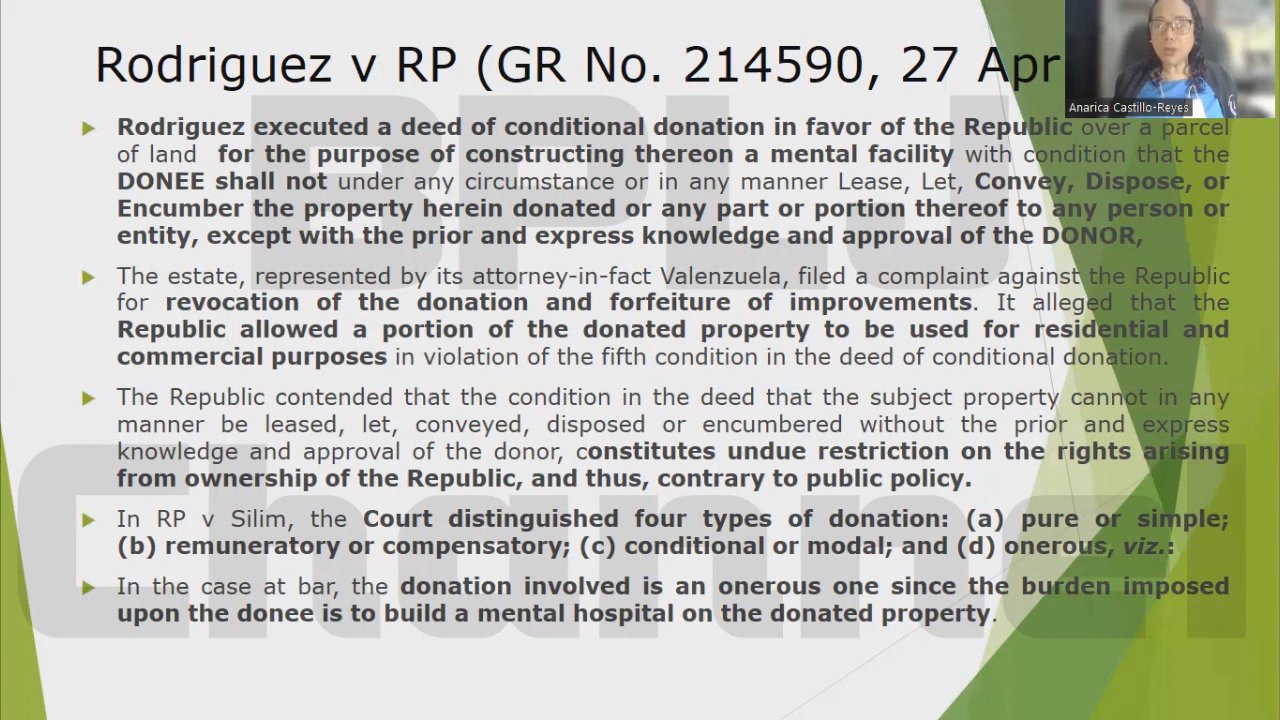 Rodriguez v RP (GR No. 214590, 27 Apr
Anarica Castillo-Reyes
Rodriguez executed a deed of conditional donation in favor of the Republic over a parcel
of land for the purpose of constructing thereon a mental facility with condition that the
DONEE shall not under any circumstance or in any manner Lease, Let, Convey, Dispose, or
Encumber the property herein donated or any part or portion thereof to any person or
entity, except with the prior and express knowledge and approval of the DONOR,
The estate, represented by its attorney-in-fact Valenzuela, filed a complaint against the Republic
for revocation of the donation and forfeiture of improvements. It alleged that the
Republic allowed a portion of the donated property to be used for residential and
commercial purposes in violation of the fifth condition in the deed of conditional donation.
The Republic contended that the condition in the deed that the subject property cannot in any
manner be leased, let, conveyed, disposed or encumbered without the prior and express
knowledge and approval of the donor, constitutes undue restriction on the rights arising
from ownership of the Republic, and thus, contrary to public policy.
In RP v Silim, the Court distinguished four types of donation: (a) pure or simple;
(b) remuneratory or compensatory; (c) conditional or modal; and (d) onerous, viz.:
In the case at bar, the donation involved is an onerous one since the burden imposed
upon the donee is to build a mental hospital on the donated property.
BPLJ
Channel